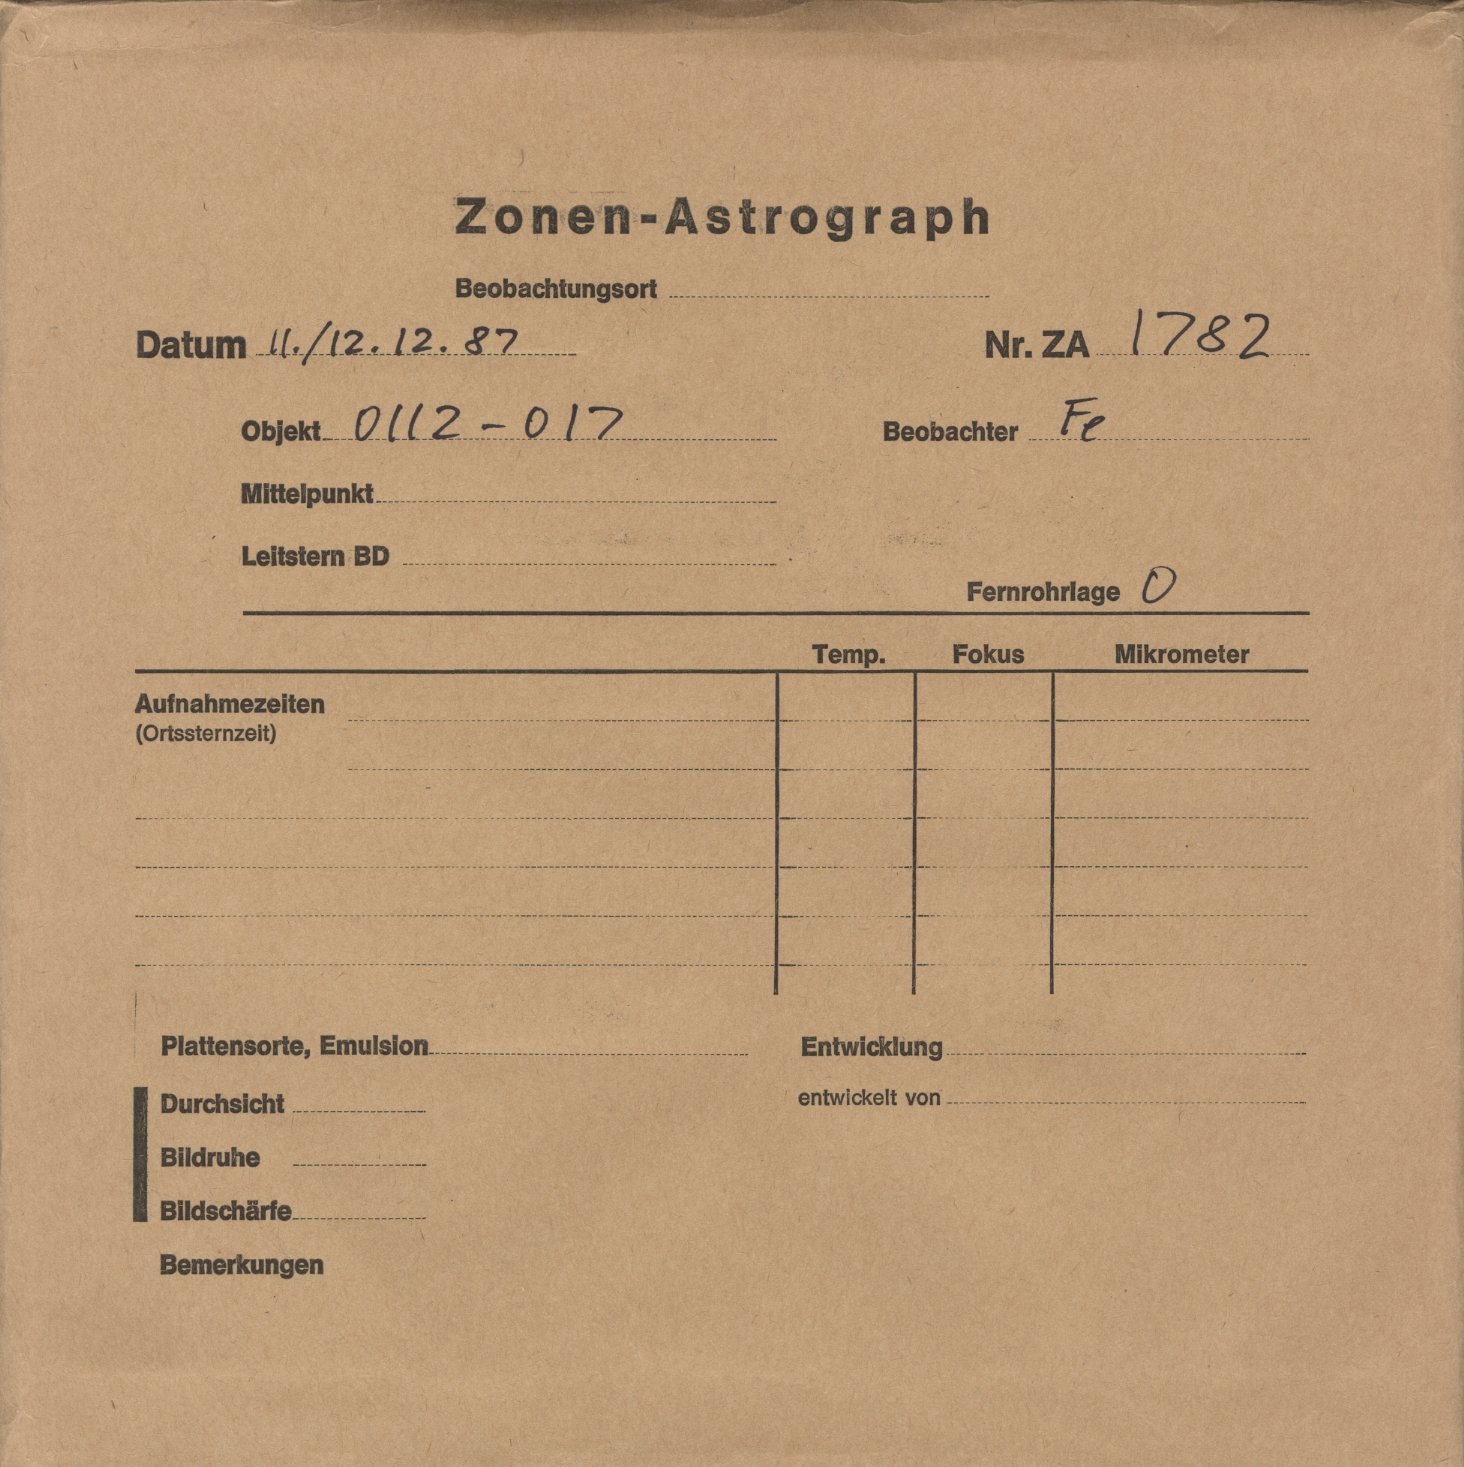 Zonen-Astrograph
Beobachtungsort
Datum 11./12.12.87 Nr. ZA 1782
Objekt 0112-017 Beobachter Fe
Mittelpunkt
Leitstern BD
Fernrohrlage O
Temp. Fokus Mikrometer
Aufnahmezeiten
(Ortssternzeit)
Plattensorte, Emulsion Entwicklung
Durchsicht entwickelt von
Bildruhe
Bildschärfe
Bemerkungen